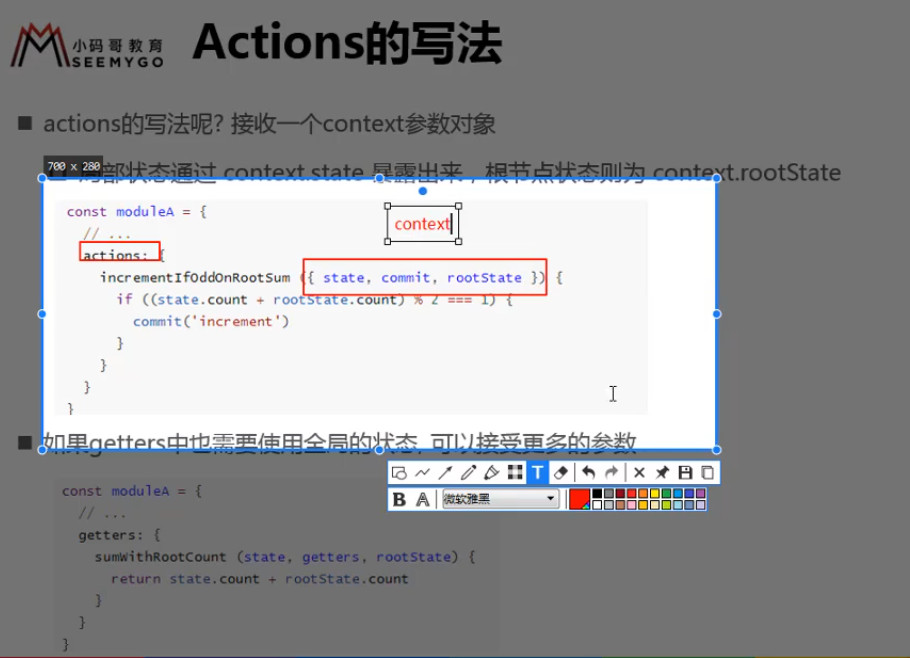 小码哥教育
SEEMYGO
Actions的写法
actions的写法呢? 接收一个context参数对象
700 x 280
局部状态通过 context.state 暴露出来，根节点状态则为 context.rootState
const moduleA = {
// ...
context
actions: {
incrementIfOddOnRootSum ({ state, commit, rootState }) {
if ((state.count + rootState.count) % 2 === 1) {
commit('increment')
}
}
}
}
如果getters中也需要使用全局的状态, 可以接受更多的参数
T
B A 微软雅黑
const moduleA = {
// ...
getters: {
sumWithRootCount (state, getters, rootState) {
return state.count + rootState.count
}
}
}